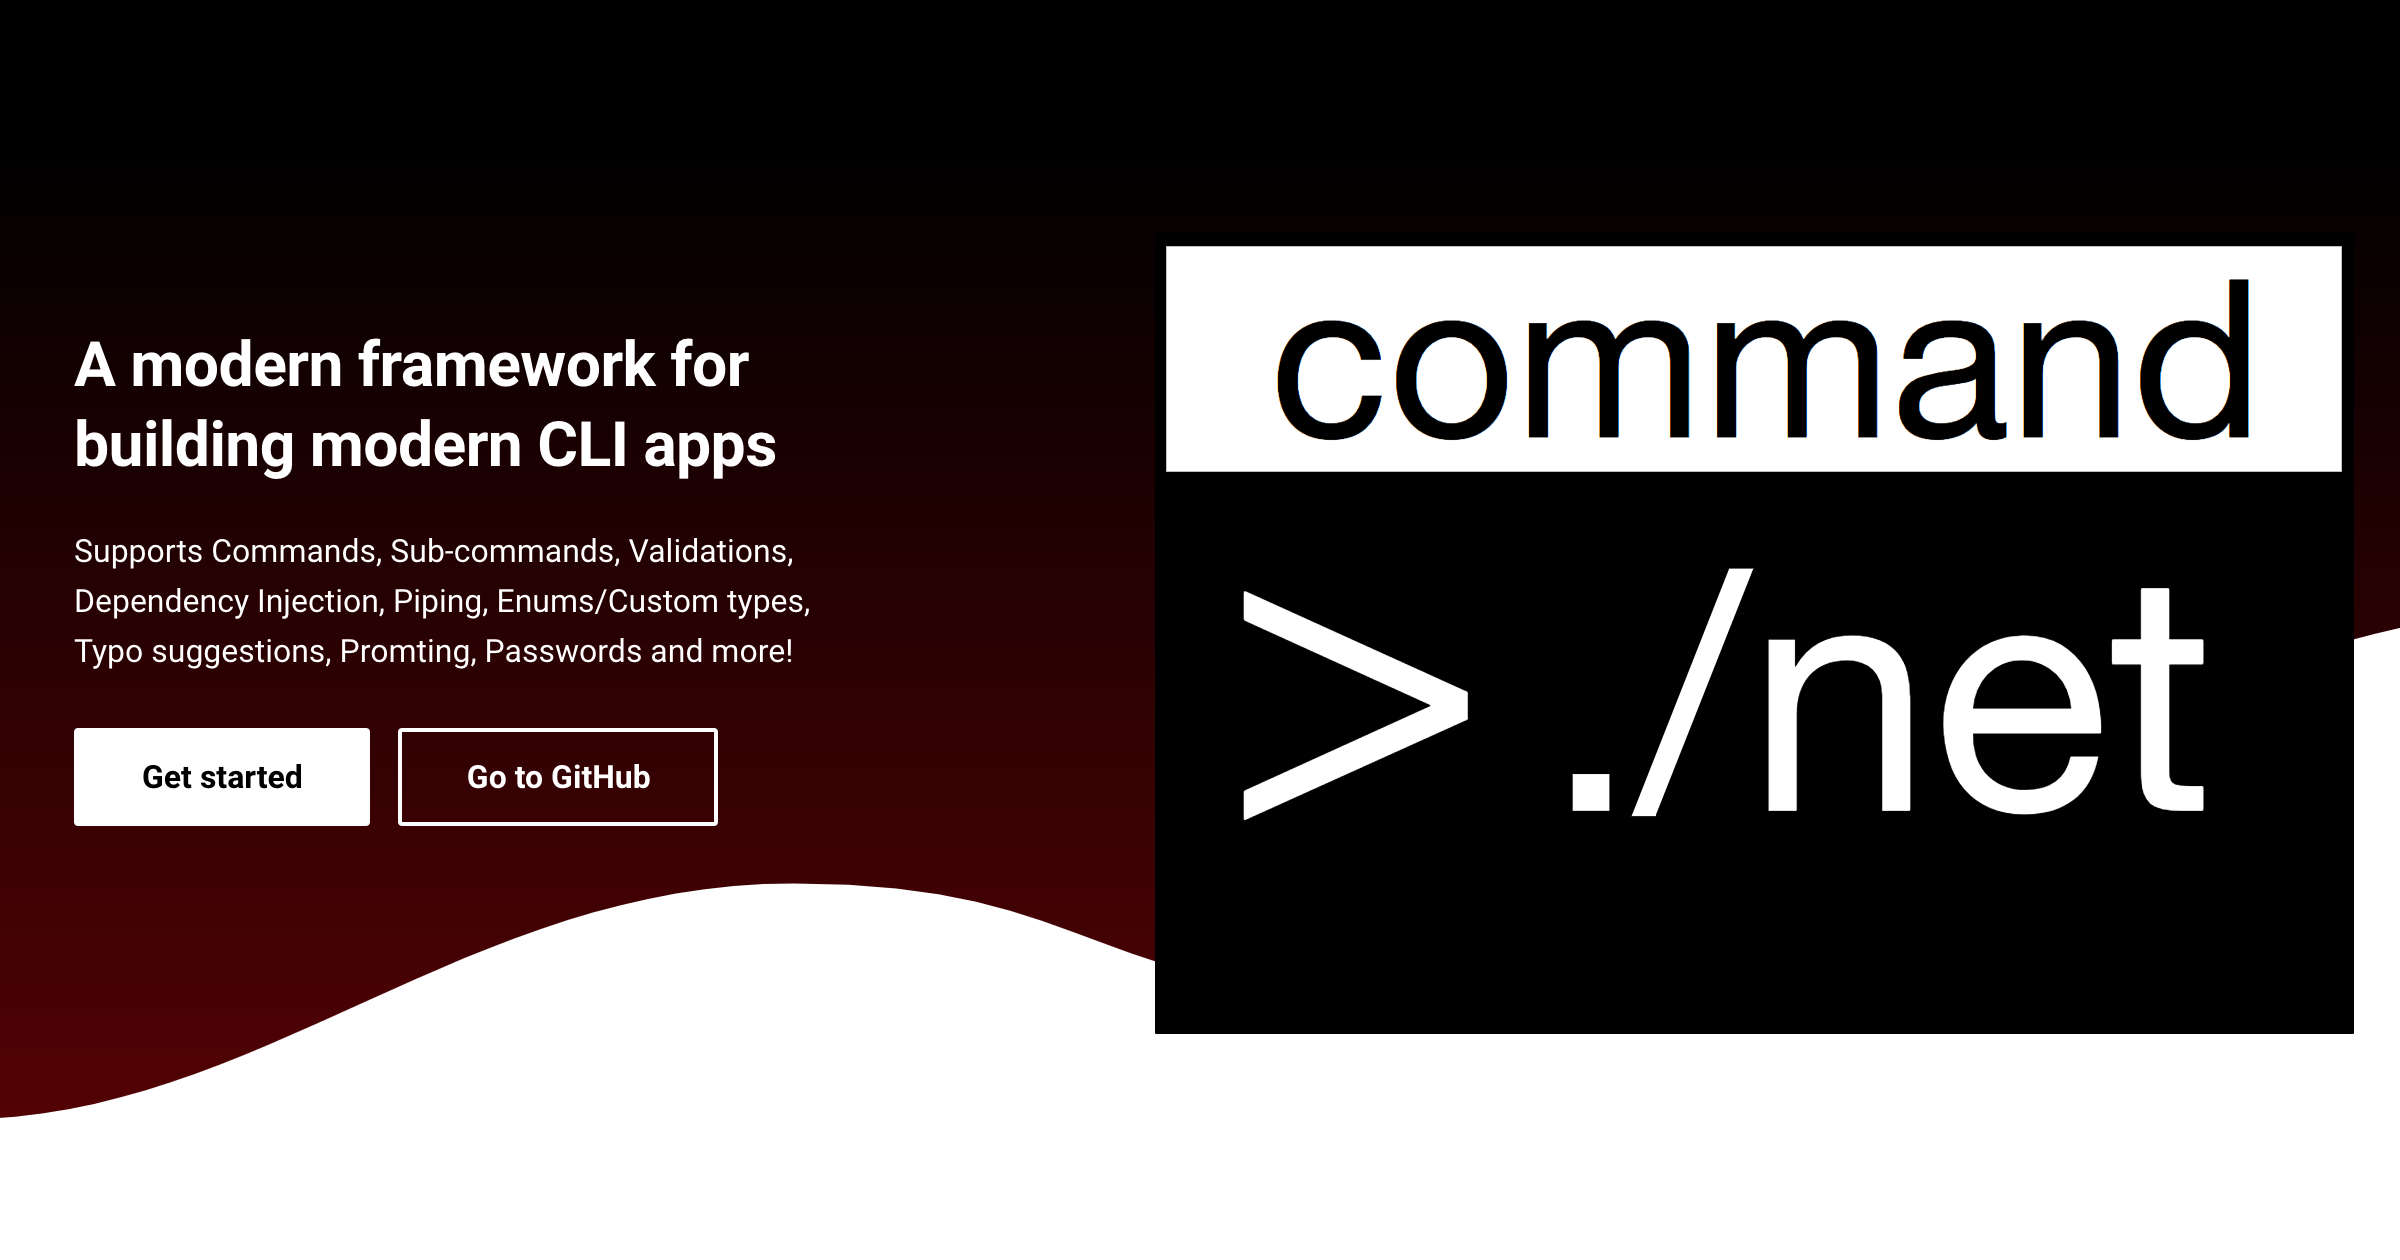 A modern framework for
building modern CLI apps
Supports Commands, Sub-commands, Validations,
Dependency Injection, Piping, Enums/Custom types,
Typo suggestions, Promting, Passwords and more!
Get started
Go to GitHub
command
> ./net